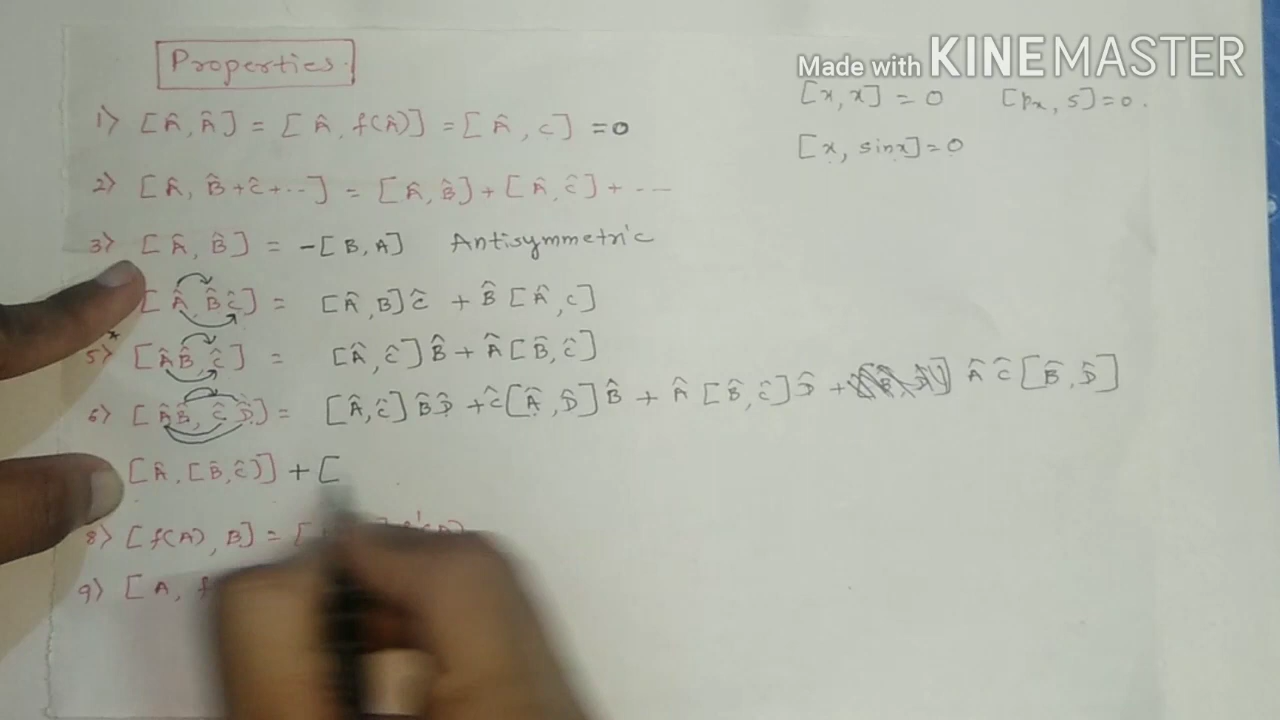 Properties.
Made with KINEMASTER
[x, x] = 0 [px, s] = 0.
1> [Â, Â] = [Â, f(Â)] = [Â, c] = 0
[x, sinx] = 0
2> [Â, B̂+ĉ+...] = [Â, B̂] + [Â, Ĉ] + ---
3> [Â, B̂] = -[B, A] Antisymmetric
[Â, B̂Ĉ] = [Â, B]Ĉ + B̂[Â, C]
5>* [ÂB̂, Ĉ] = [Â, Ĉ]B̂ + Â[B̂, Ĉ]
6> [ÂB̂, ĈD̂] = [Â, Ĉ]B̂D̂ + Ĉ[Â, D̂]B̂ + Â[B̂, Ĉ]D̂ + ÂĈ[B̂, D̂]
[Â, [B̂, Ĉ]] + [
8> [f(A), B] = [
9> [A, f